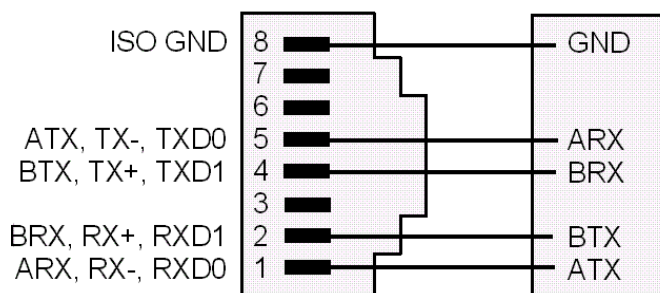 ISO GND 8 GND
7
6
ATX, TX-, TXD0 5 ARX
BTX, TX+, TXD1 4 BRX
3
BRX, RX+, RXD1 2 BTX
ARX, RX-, RXD0 1 ATX